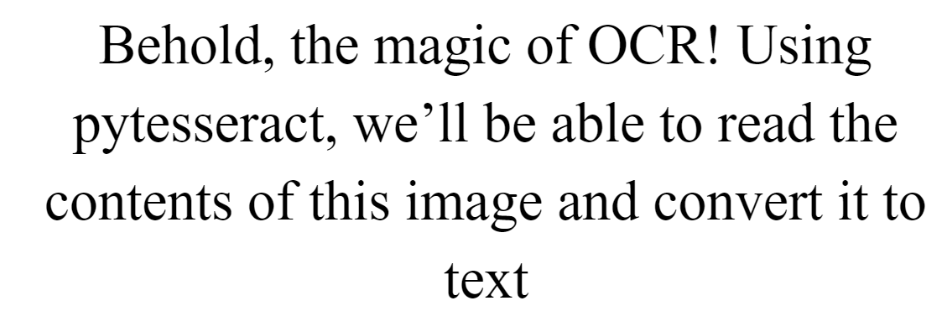 Behold, the magic of OCR! Using
pytesseract, we’ll be able to read the
contents of this image and convert it to
text